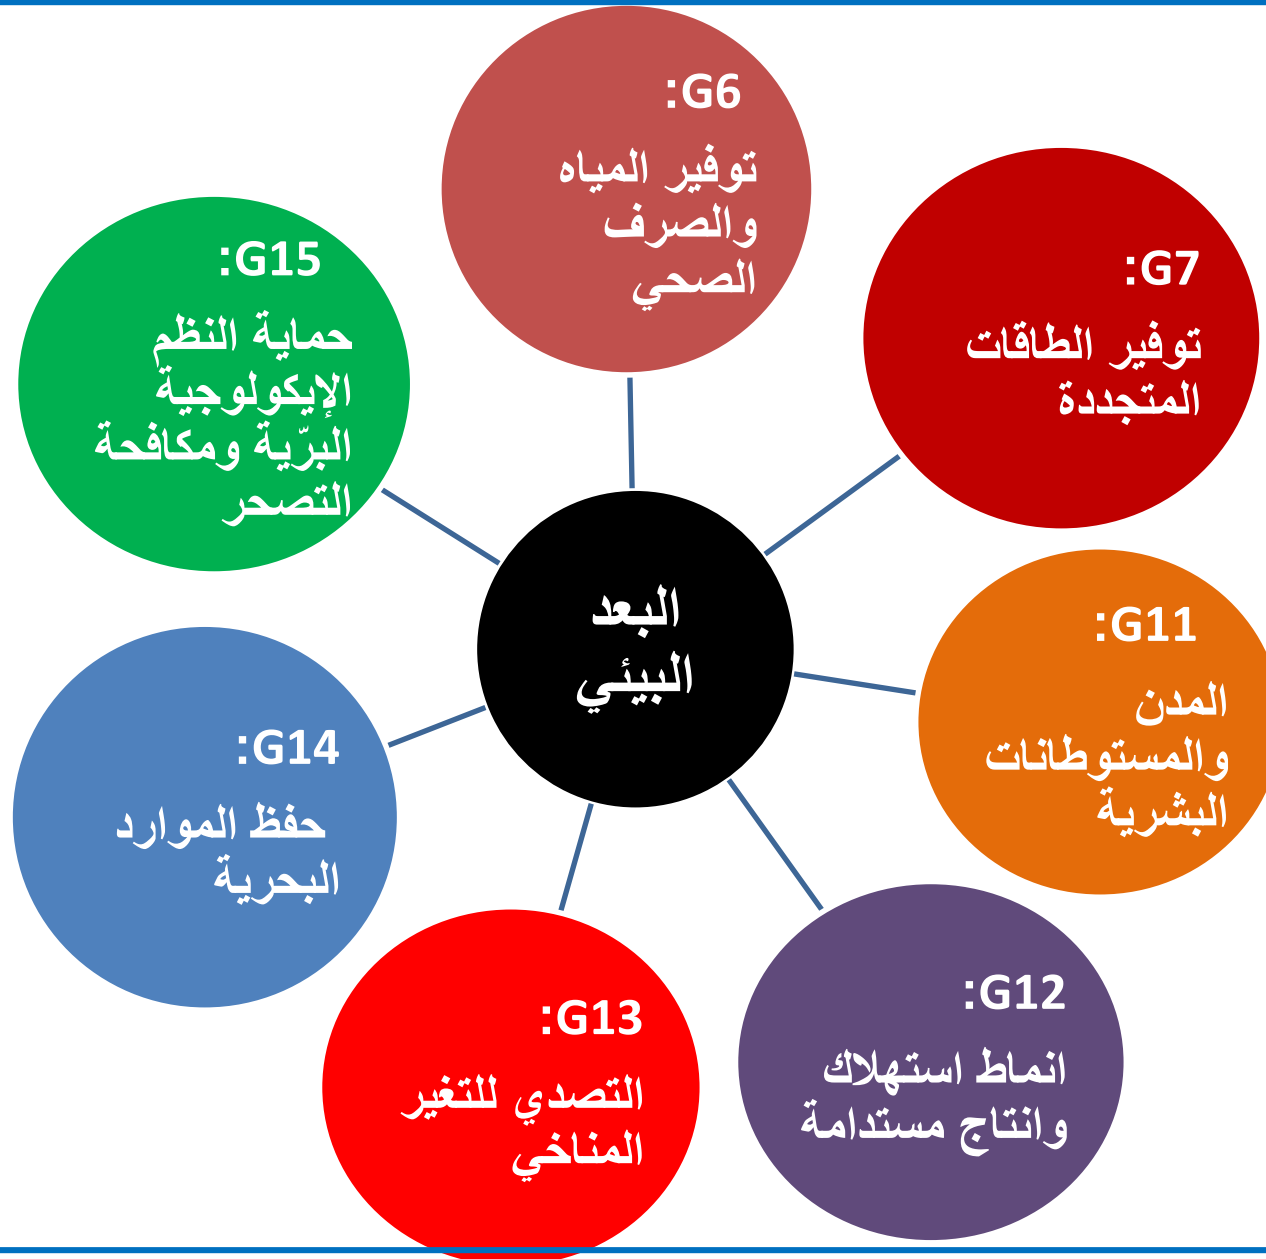 G6:
توفير المياه
والصرف
الصحي
G7:
توفير الطاقات
المتجددة
G11:
المدن
والمستوطانات
البشرية
G12:
انماط استهلاك
وانتاج مستدامة
G13:
التصدي للتغير
المناخي
G14:
حفظ الموارد
البحرية
G15:
حماية النظم
الإيكولوجية
البرّية ومكافحة
التصحر
البعد
البيئي